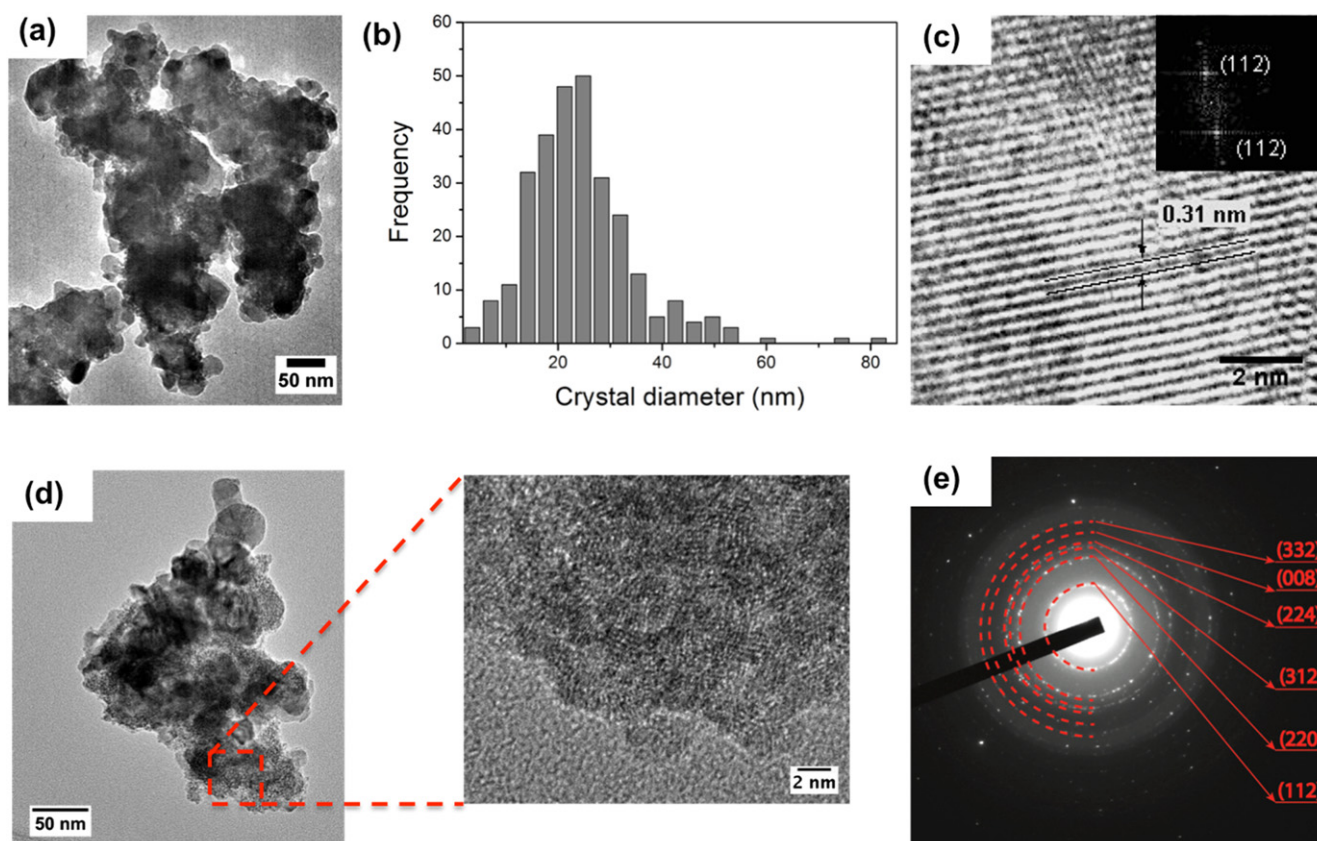 (a)
50 nm
(b)
60
50
40
30
20
10
0
Frequency
20
40
60
80
Crystal diameter (nm)
(c)
(112)
(112)
0.31 nm
2 nm
(d)
50 nm
2 nm
(e)
(332)
(008)
(224)
(312)
(220)
(112)